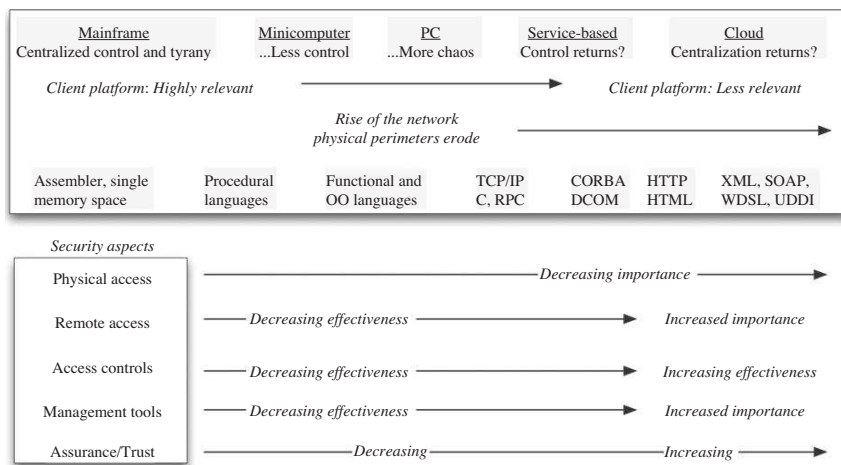 Mainframe Minicomputer PC Service-based Cloud
Centralized control and tyranny ...Less control ...More chaos Control returns? Centralization returns?
Client platform: Highly relevant Client platform: Less relevant
Rise of the network
physical perimeters erode
Assembler, single Procedural Functional and TCP/IP CORBA HTTP XML, SOAP,
memory space languages OO languages C, RPC DCOM HTML WDSL, UDDI
Security aspects
Physical access Decreasing importance
Remote access Decreasing effectiveness Increased importance
Access controls Decreasing effectiveness Increasing effectiveness
Management tools Decreasing effectiveness Increased importance
Assurance/Trust Decreasing Increasing